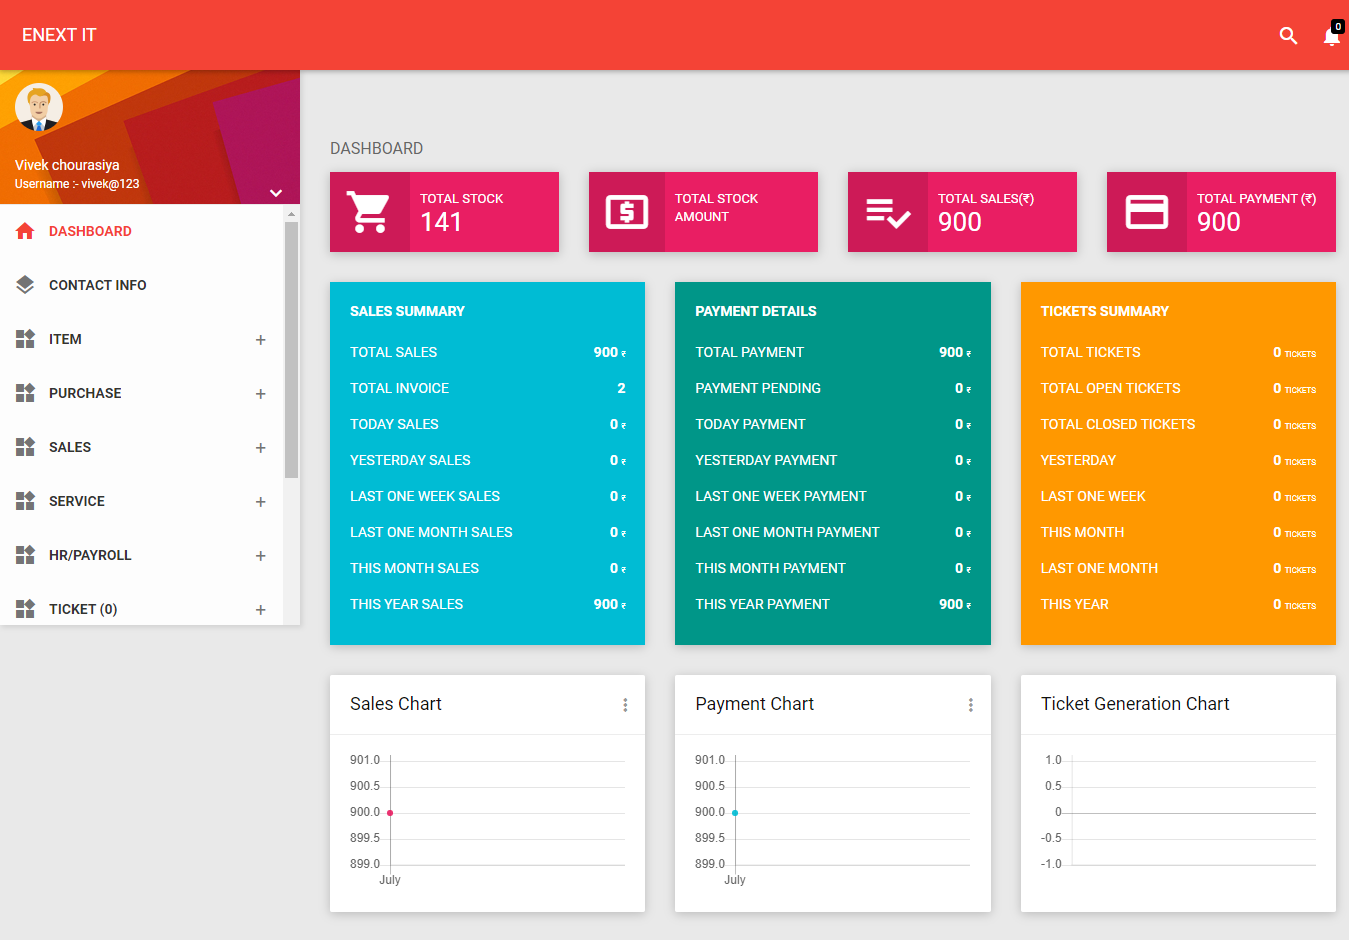 ENEXT IT
0
Vivek chourasiya
Username :- vivek@123
DASHBOARD
CONTACT INFO
ITEM +
PURCHASE +
SALES +
SERVICE +
HR/PAYROLL +
TICKET (0) +
DASHBOARD
TOTAL STOCK
141
TOTAL STOCK
AMOUNT
TOTAL SALES(₹)
900
TOTAL PAYMENT (₹)
900
SALES SUMMARY
TOTAL SALES 900 ₹
TOTAL INVOICE 2
TODAY SALES 0 ₹
YESTERDAY SALES 0 ₹
LAST ONE WEEK SALES 0 ₹
LAST ONE MONTH SALES 0 ₹
THIS MONTH SALES 0 ₹
THIS YEAR SALES 900 ₹
PAYMENT DETAILS
TOTAL PAYMENT 900 ₹
PAYMENT PENDING 0 ₹
TODAY PAYMENT 0 ₹
YESTERDAY PAYMENT 0 ₹
LAST ONE WEEK PAYMENT 0 ₹
LAST ONE MONTH PAYMENT 0 ₹
THIS MONTH PAYMENT 0 ₹
THIS YEAR PAYMENT 900 ₹
TICKETS SUMMARY
TOTAL TICKETS 0 TICKETS
TOTAL OPEN TICKETS 0 TICKETS
TOTAL CLOSED TICKETS 0 TICKETS
YESTERDAY 0 TICKETS
LAST ONE WEEK 0 TICKETS
THIS MONTH 0 TICKETS
LAST ONE MONTH 0 TICKETS
THIS YEAR 0 TICKETS
Sales Chart
901.0
900.5
900.0
899.5
899.0
July
Payment Chart
901.0
900.5
900.0
899.5
899.0
July
Ticket Generation Chart
1.0
0.5
0
-0.5
-1.0